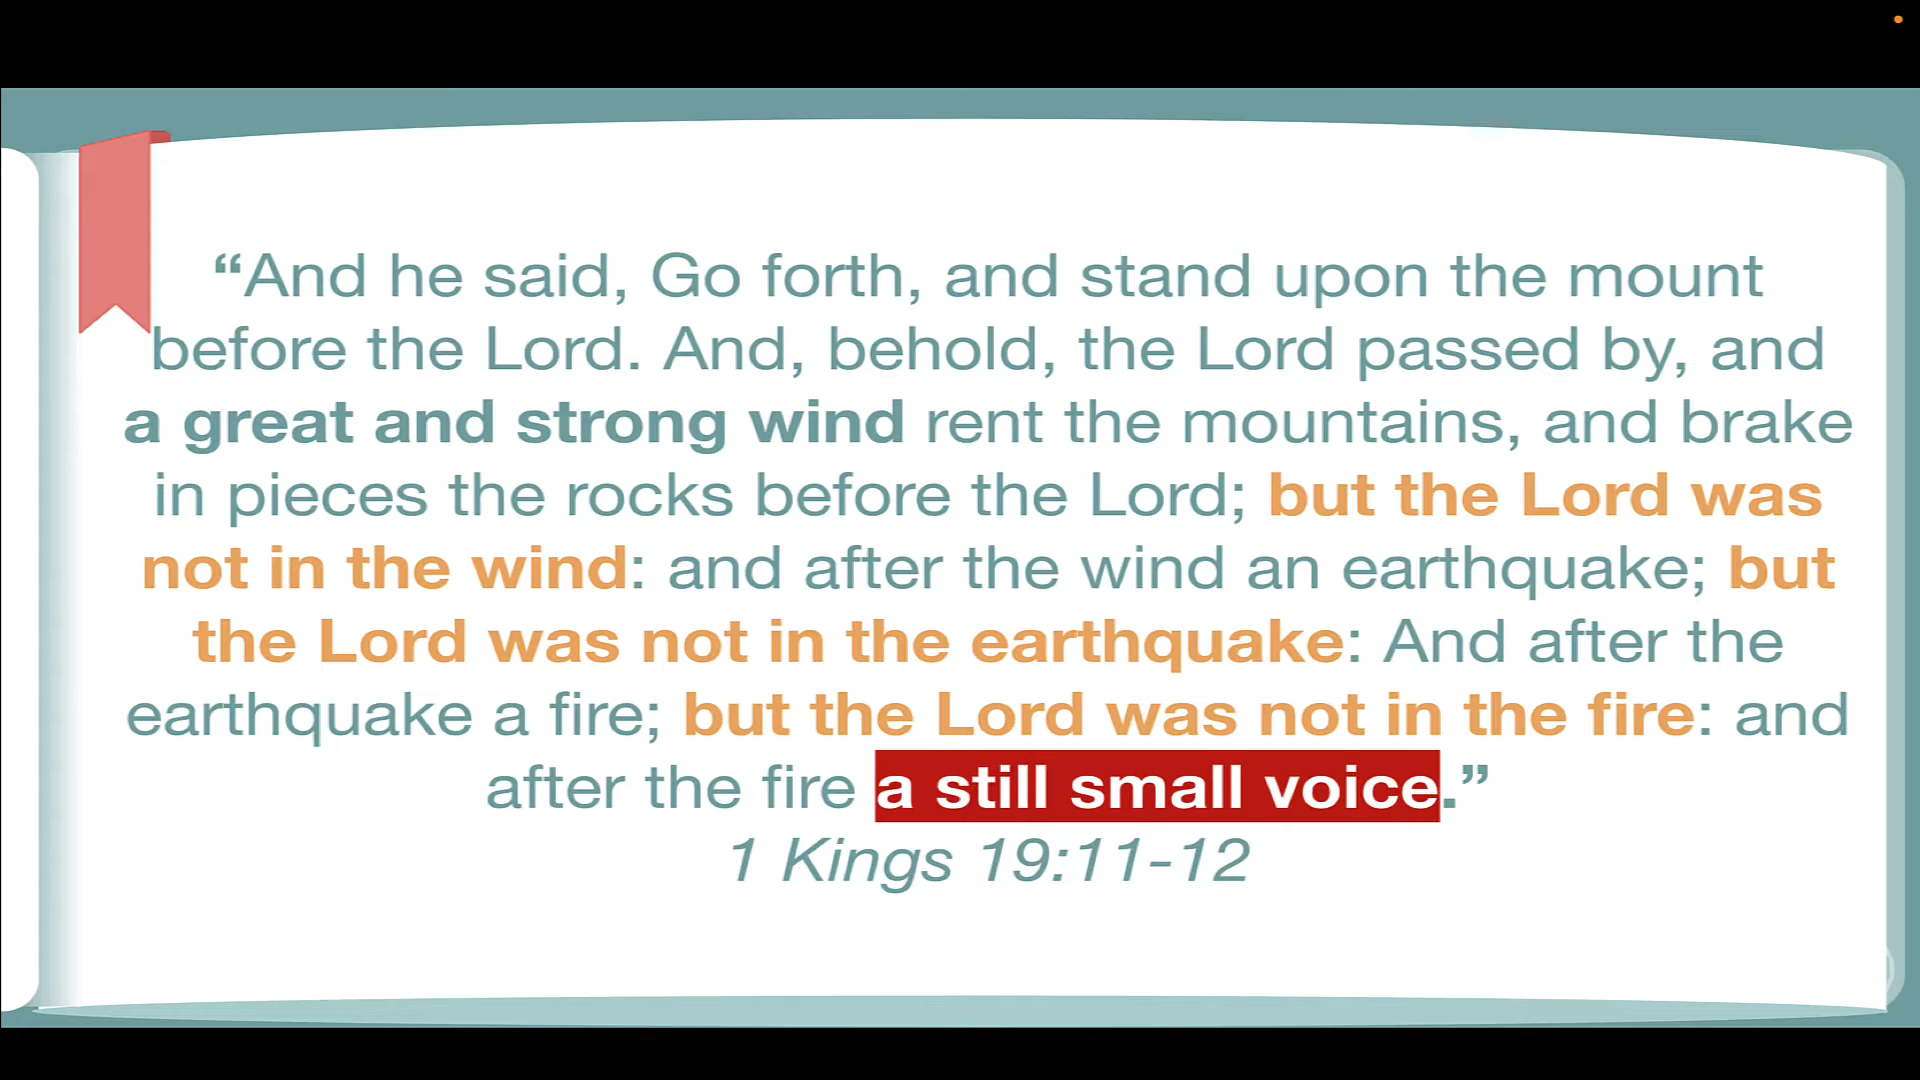 “And he said, Go forth, and stand upon the mount
before the Lord. And, behold, the Lord passed by, and
a great and strong wind rent the mountains, and brake
in pieces the rocks before the Lord; but the Lord was
not in the wind: and after the wind an earthquake; but
the Lord was not in the earthquake: And after the
earthquake a fire; but the Lord was not in the fire: and
after the fire a still small voice.”
1 Kings 19:11-12